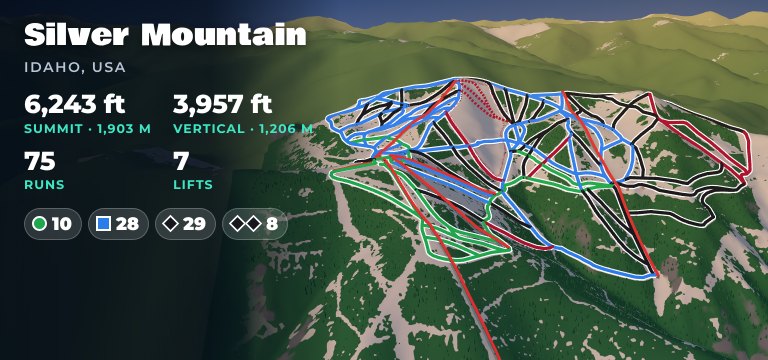 Silver Mountain
IDAHO, USA
6,243 ft 3,957 ft
SUMMIT · 1,903 M VERTICAL · 1,206 M
75 7
RUNS LIFTS
10 28 29 8